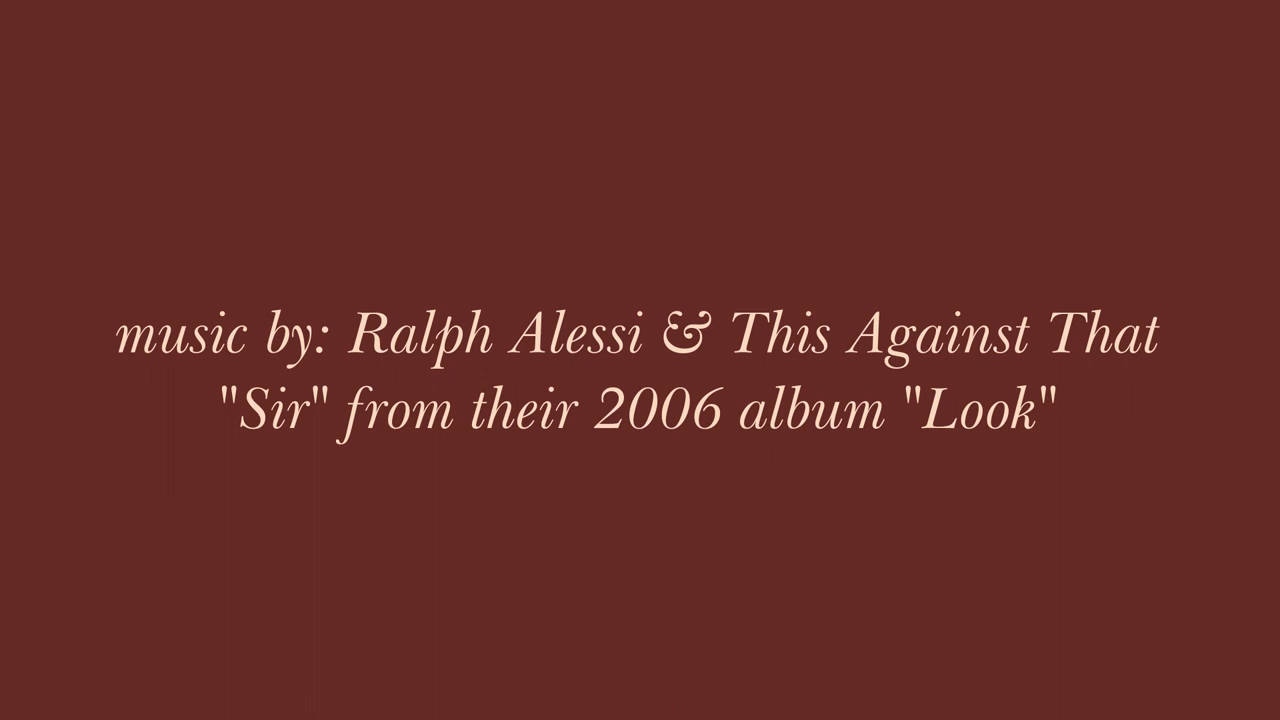 music by: Ralph Alessi & This Against That
"Sir" from their 2006 album "Look"